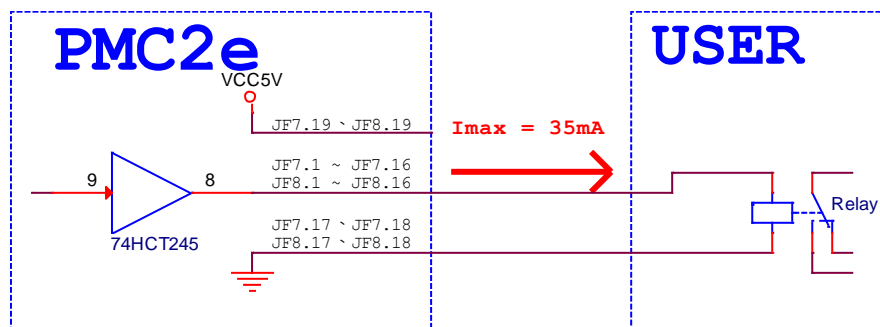 PMC2e
USER
VCC5V
JF7.19、JF8.19
Imax = 35mA
JF7.1 ~ JF7.16
9
8
JF8.1 ~ JF8.16
Relay
74HCT245
JF7.17、JF7.18
JF8.17、JF8.18